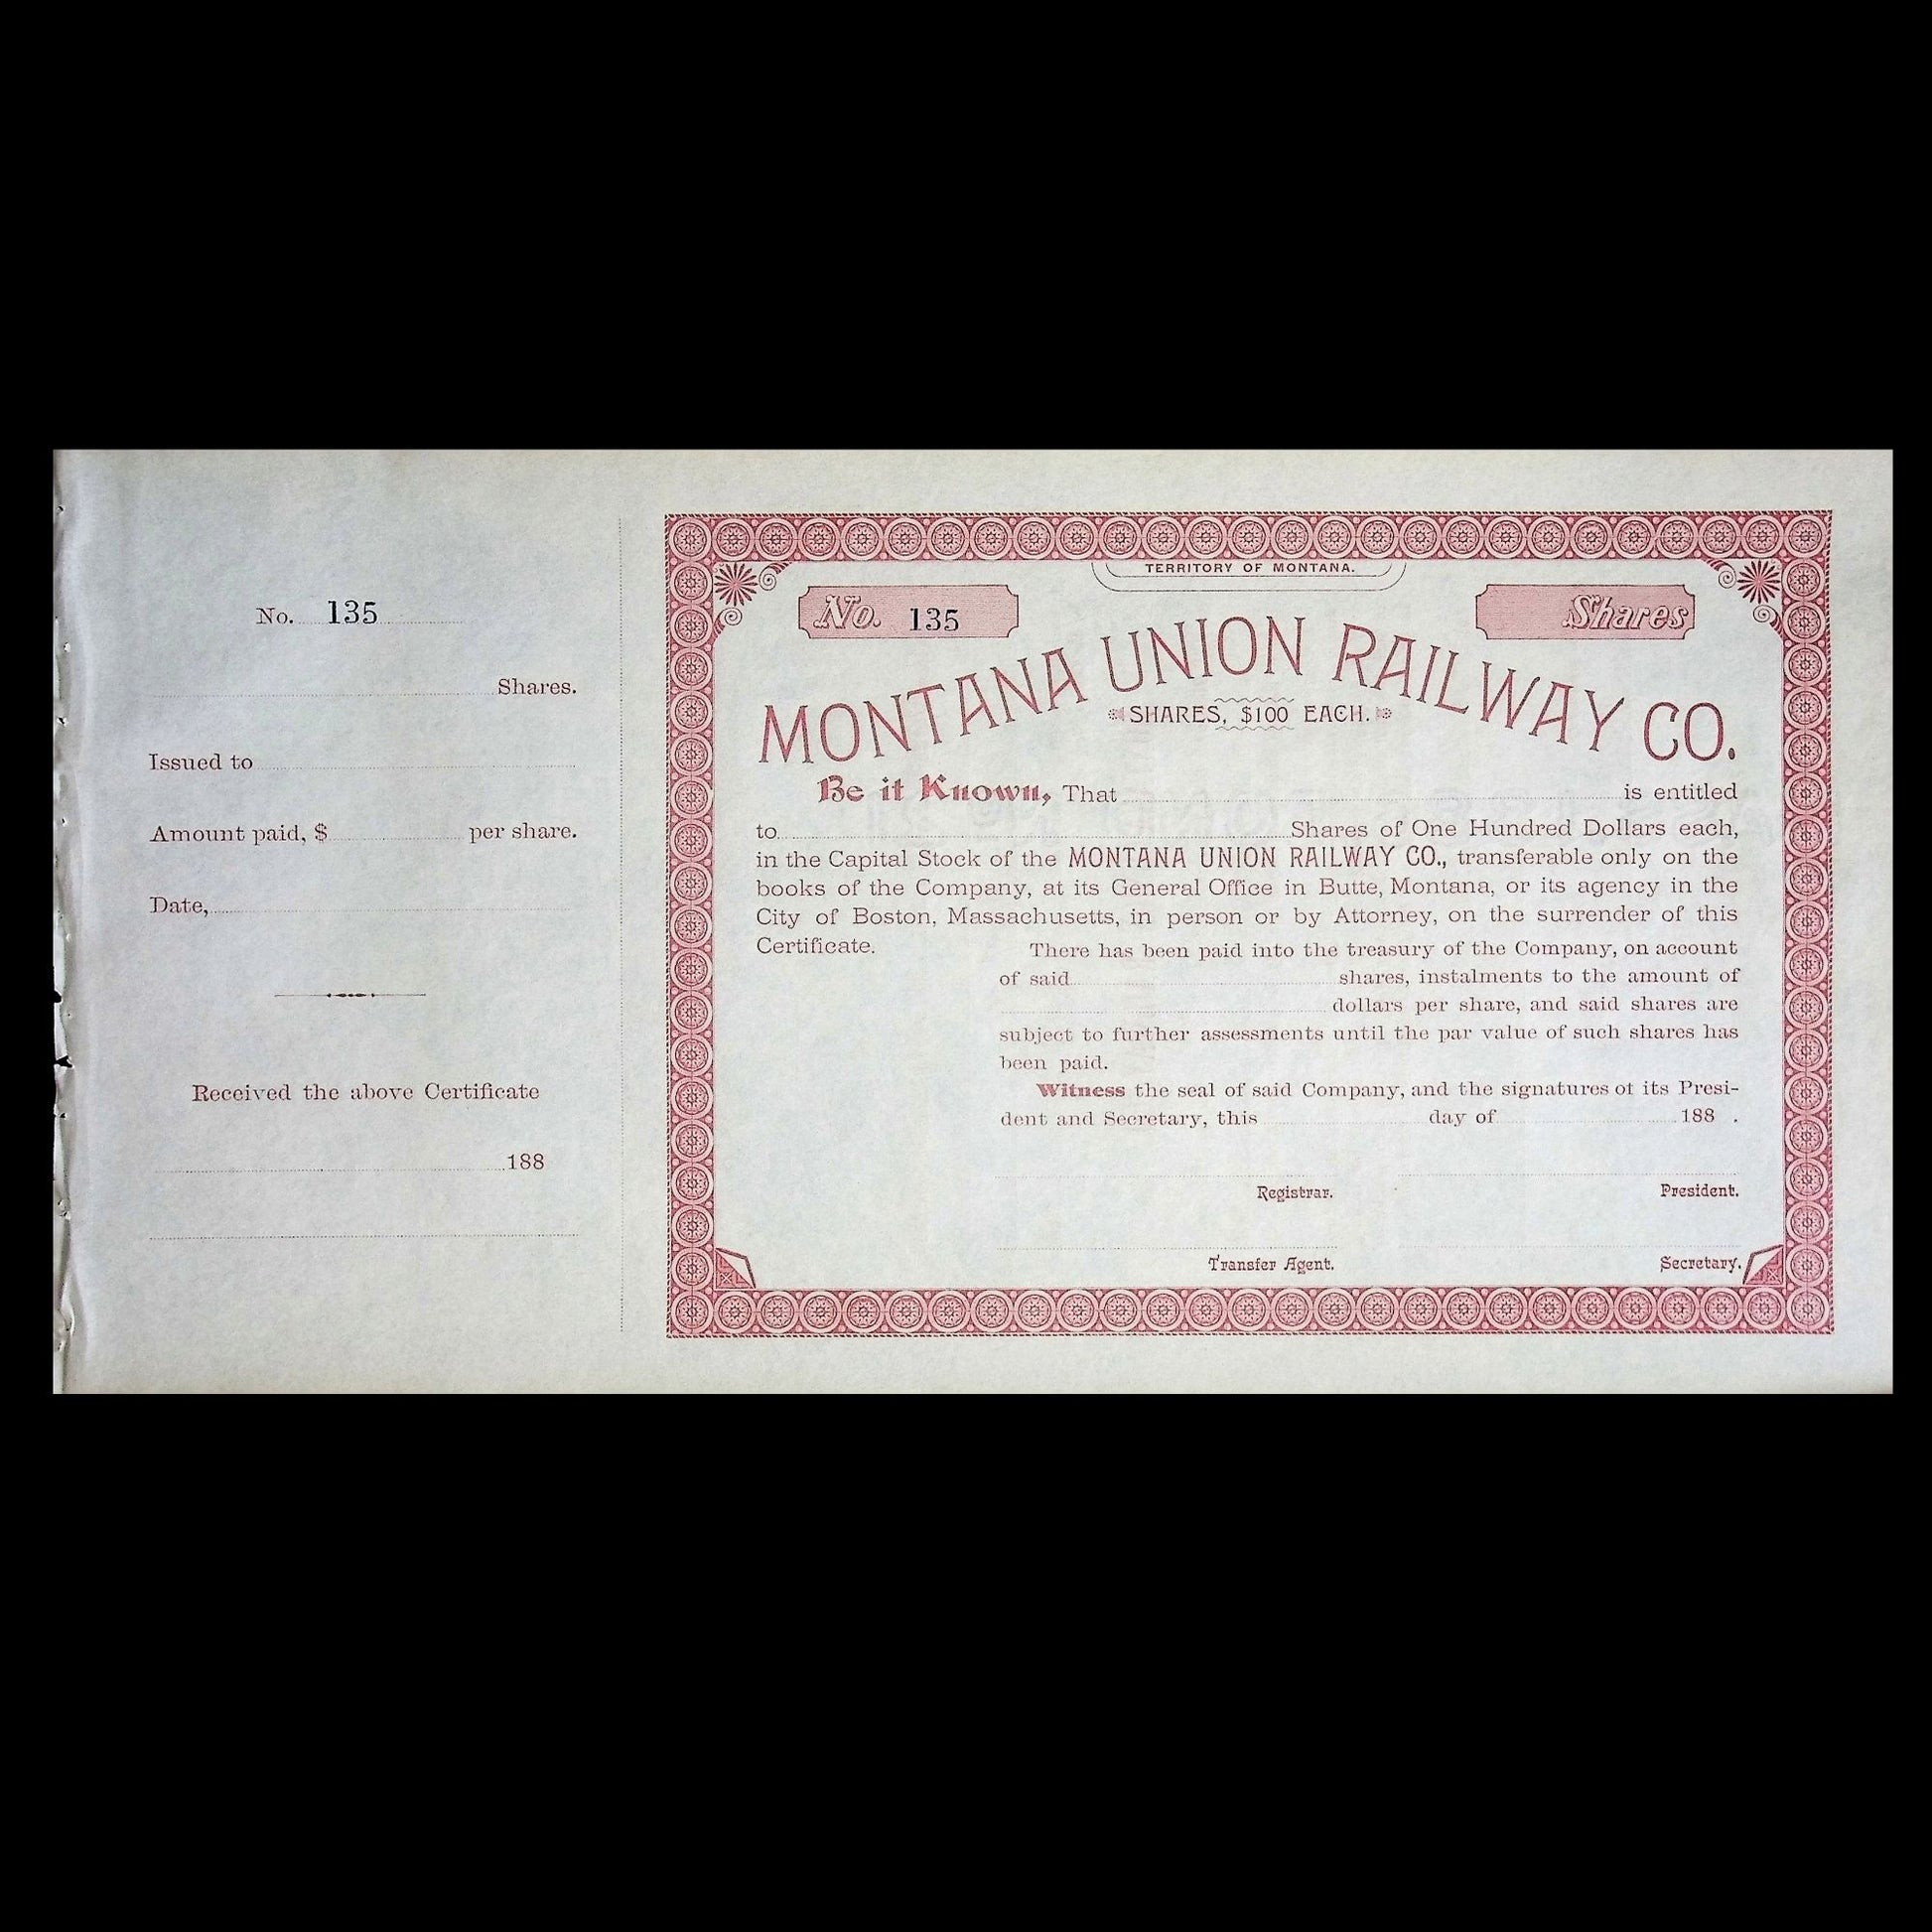 No. 135
Shares.
Issued to
Amount paid, $ per share.
Date,
Received the above Certificate
188
TERRITORY OF MONTANA.
No. 135
Shares
MONTANA UNION RAILWAY CO.
SHARES, $100 EACH.
Be it Known, That is entitled
to Shares of One Hundred Dollars each,
in the Capital Stock of the MONTANA UNION RAILWAY CO., transferable only on the
books of the Company, at its General Office in Butte, Montana, or its agency in the
City of Boston, Massachusetts, in person or by Attorney, on the surrender of this
Certificate. There has been paid into the treasury of the Company, on account
of said shares, instalments to the amount of
dollars per share, and said shares are
subject to further assessments until the par value of such shares has
been paid.
Witness the seal of said Company, and the signatures of its Presi-
dent and Secretary, this day of 188 .
Registrar. President.
Transfer Agent. Secretary.